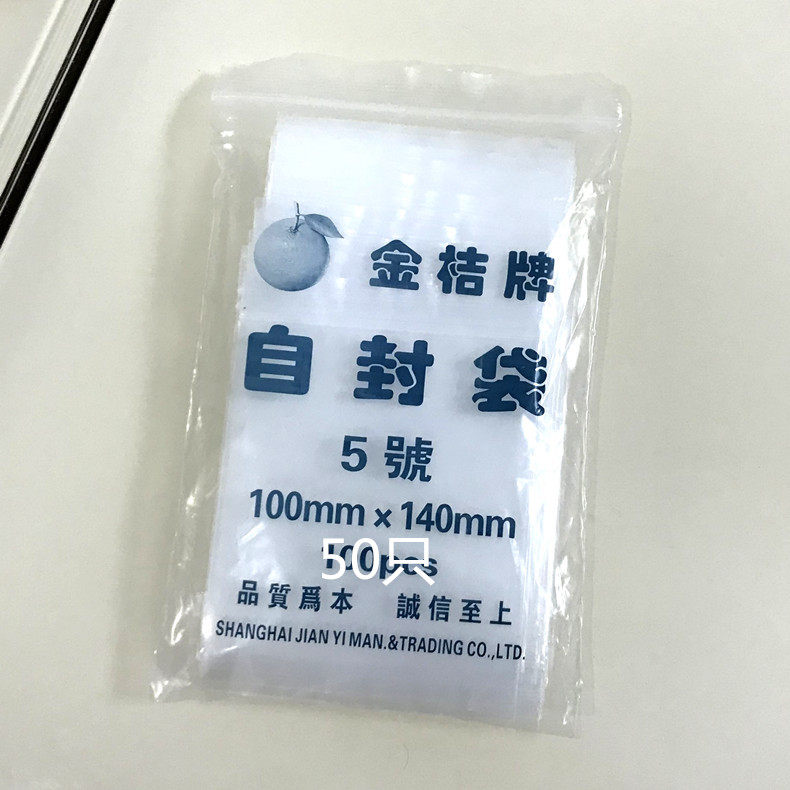 金桔牌
自封袋
5號
100mm x 140mm
100pcs
50只
品質爲本 誠信至上
SHANGHAI JIAN YI MAN.&TRADING CO.,LTD.